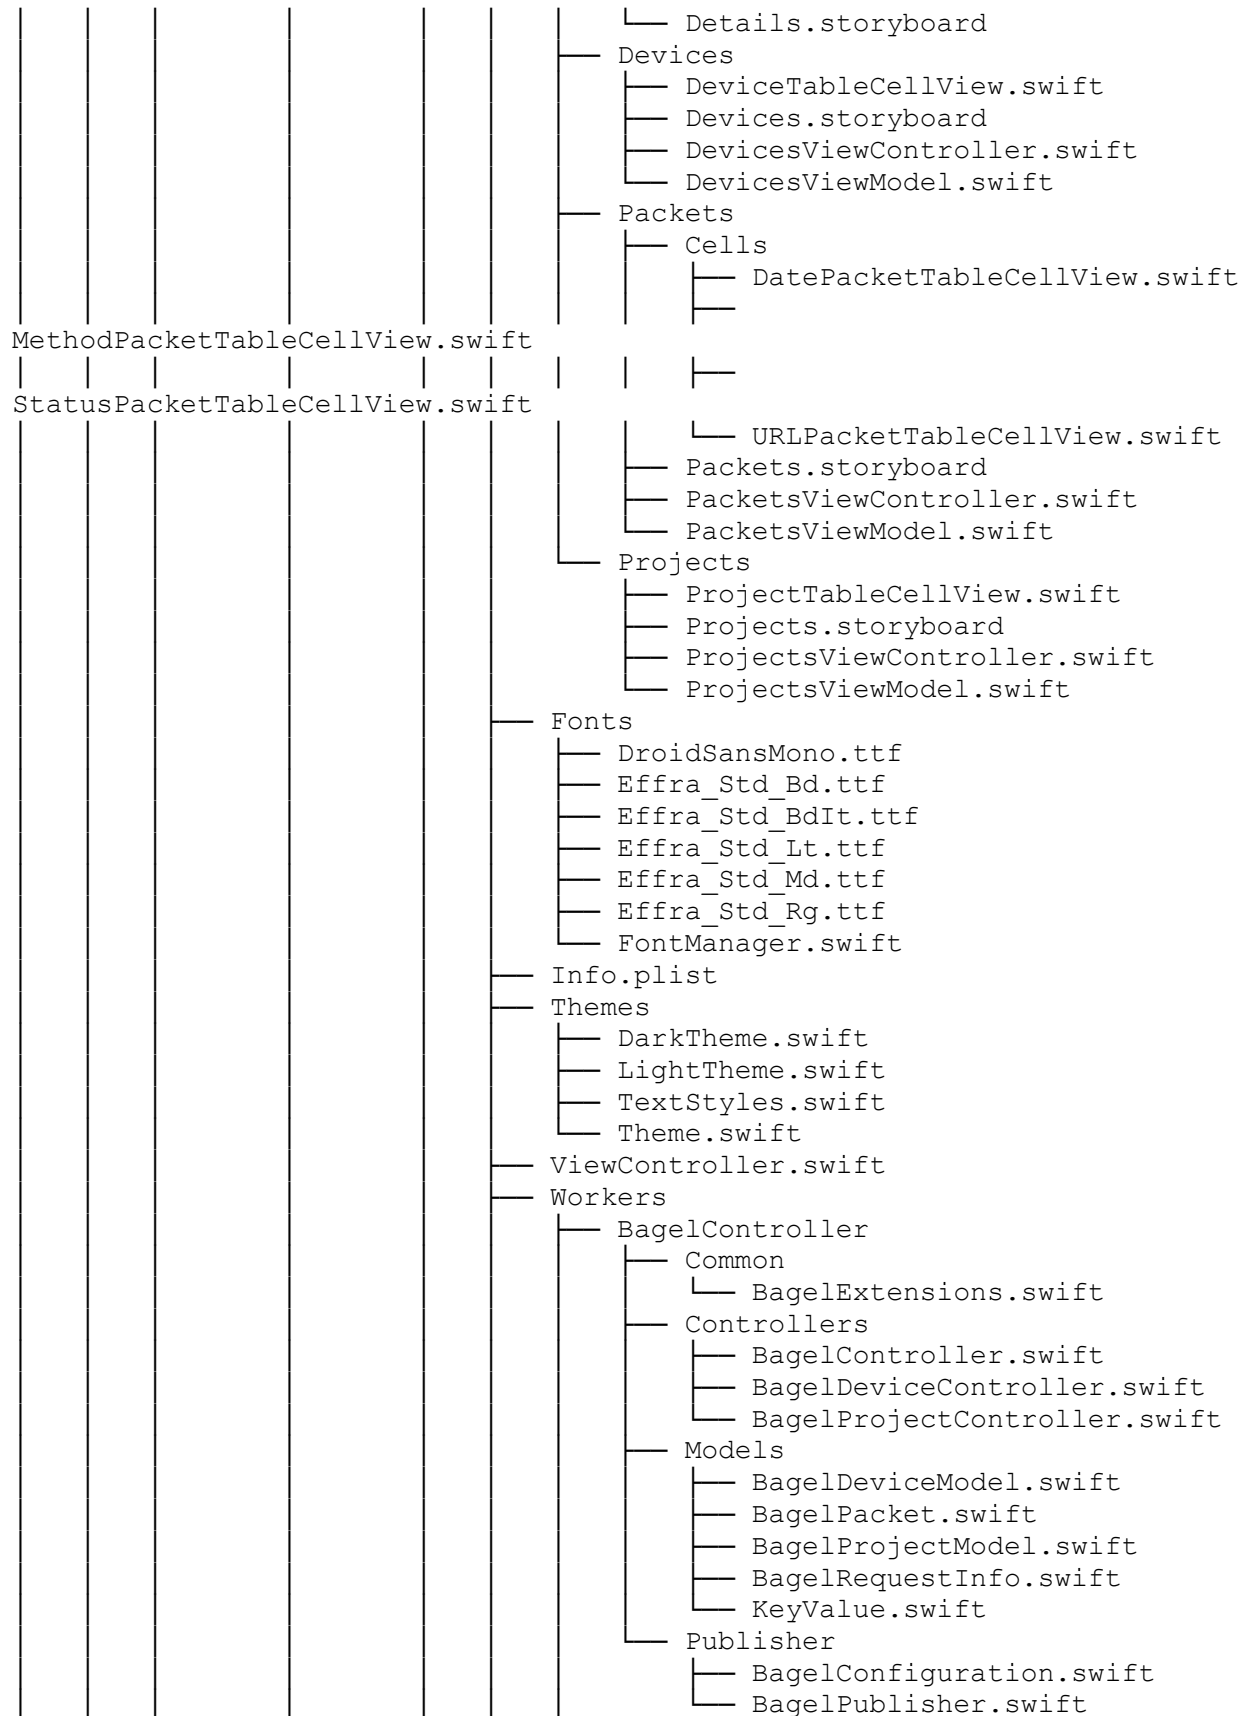 │   │   │       │       │   │   │   └── Details.storyboard
│   │   │       │       │   │   ├── Devices
│   │   │       │       │   │   │   ├── DeviceTableCellView.swift
│   │   │       │       │   │   │   ├── Devices.storyboard
│   │   │       │       │   │   │   ├── DevicesViewController.swift
│   │   │       │       │   │   │   └── DevicesViewModel.swift
│   │   │       │       │   │   ├── Packets
│   │   │       │       │   │   │   ├── Cells
│   │   │       │       │   │   │   │   ├── DatePacketTableCellView.swift
│   │   │       │       │   │   │   │   ├──
MethodPacketTableCellView.swift
│   │   │       │       │   │   │   │   ├──
StatusPacketTableCellView.swift
│   │   │       │       │   │   │   │   └── URLPacketTableCellView.swift
│   │   │       │       │   │   │   ├── Packets.storyboard
│   │   │       │       │   │   │   ├── PacketsViewController.swift
│   │   │       │       │   │   │   └── PacketsViewModel.swift
│   │   │       │       │   │   └── Projects
│   │   │       │       │   │       ├── ProjectTableCellView.swift
│   │   │       │       │   │       ├── Projects.storyboard
│   │   │       │       │   │       ├── ProjectsViewController.swift
│   │   │       │       │   │       └── ProjectsViewModel.swift
│   │   │       │       │   ├── Fonts
│   │   │       │       │   │   ├── DroidSansMono.ttf
│   │   │       │       │   │   ├── Effra_Std_Bd.ttf
│   │   │       │       │   │   ├── Effra_Std_BdIt.ttf
│   │   │       │       │   │   ├── Effra_Std_Lt.ttf
│   │   │       │       │   │   ├── Effra_Std_Md.ttf
│   │   │       │       │   │   ├── Effra_Std_Rg.ttf
│   │   │       │       │   │   └── FontManager.swift
│   │   │       │       │   ├── Info.plist
│   │   │       │       │   ├── Themes
│   │   │       │       │   │   ├── DarkTheme.swift
│   │   │       │       │   │   ├── LightTheme.swift
│   │   │       │       │   │   ├── TextStyles.swift
│   │   │       │       │   │   └── Theme.swift
│   │   │       │       │   ├── ViewController.swift
│   │   │       │       │   ├── Workers
│   │   │       │       │   │   ├── BagelController
│   │   │       │       │   │   │   ├── Common
│   │   │       │       │   │   │   │   └── BagelExtensions.swift
│   │   │       │       │   │   │   ├── Controllers
│   │   │       │       │   │   │   │   ├── BagelController.swift
│   │   │       │       │   │   │   │   ├── BagelDeviceController.swift
│   │   │       │       │   │   │   │   └── BagelProjectController.swift
│   │   │       │       │   │   │   ├── Models
│   │   │       │       │   │   │   │   ├── BagelDeviceModel.swift
│   │   │       │       │   │   │   │   ├── BagelPacket.swift
│   │   │       │       │   │   │   │   ├── BagelProjectModel.swift
│   │   │       │       │   │   │   │   ├── BagelRequestInfo.swift
│   │   │       │       │   │   │   │   └── KeyValue.swift
│   │   │       │       │   │   │   └── Publisher
│   │   │       │       │   │   │       ├── BagelConfiguration.swift
│   │   │       │       │   │   │       └── BagelPublisher.swift